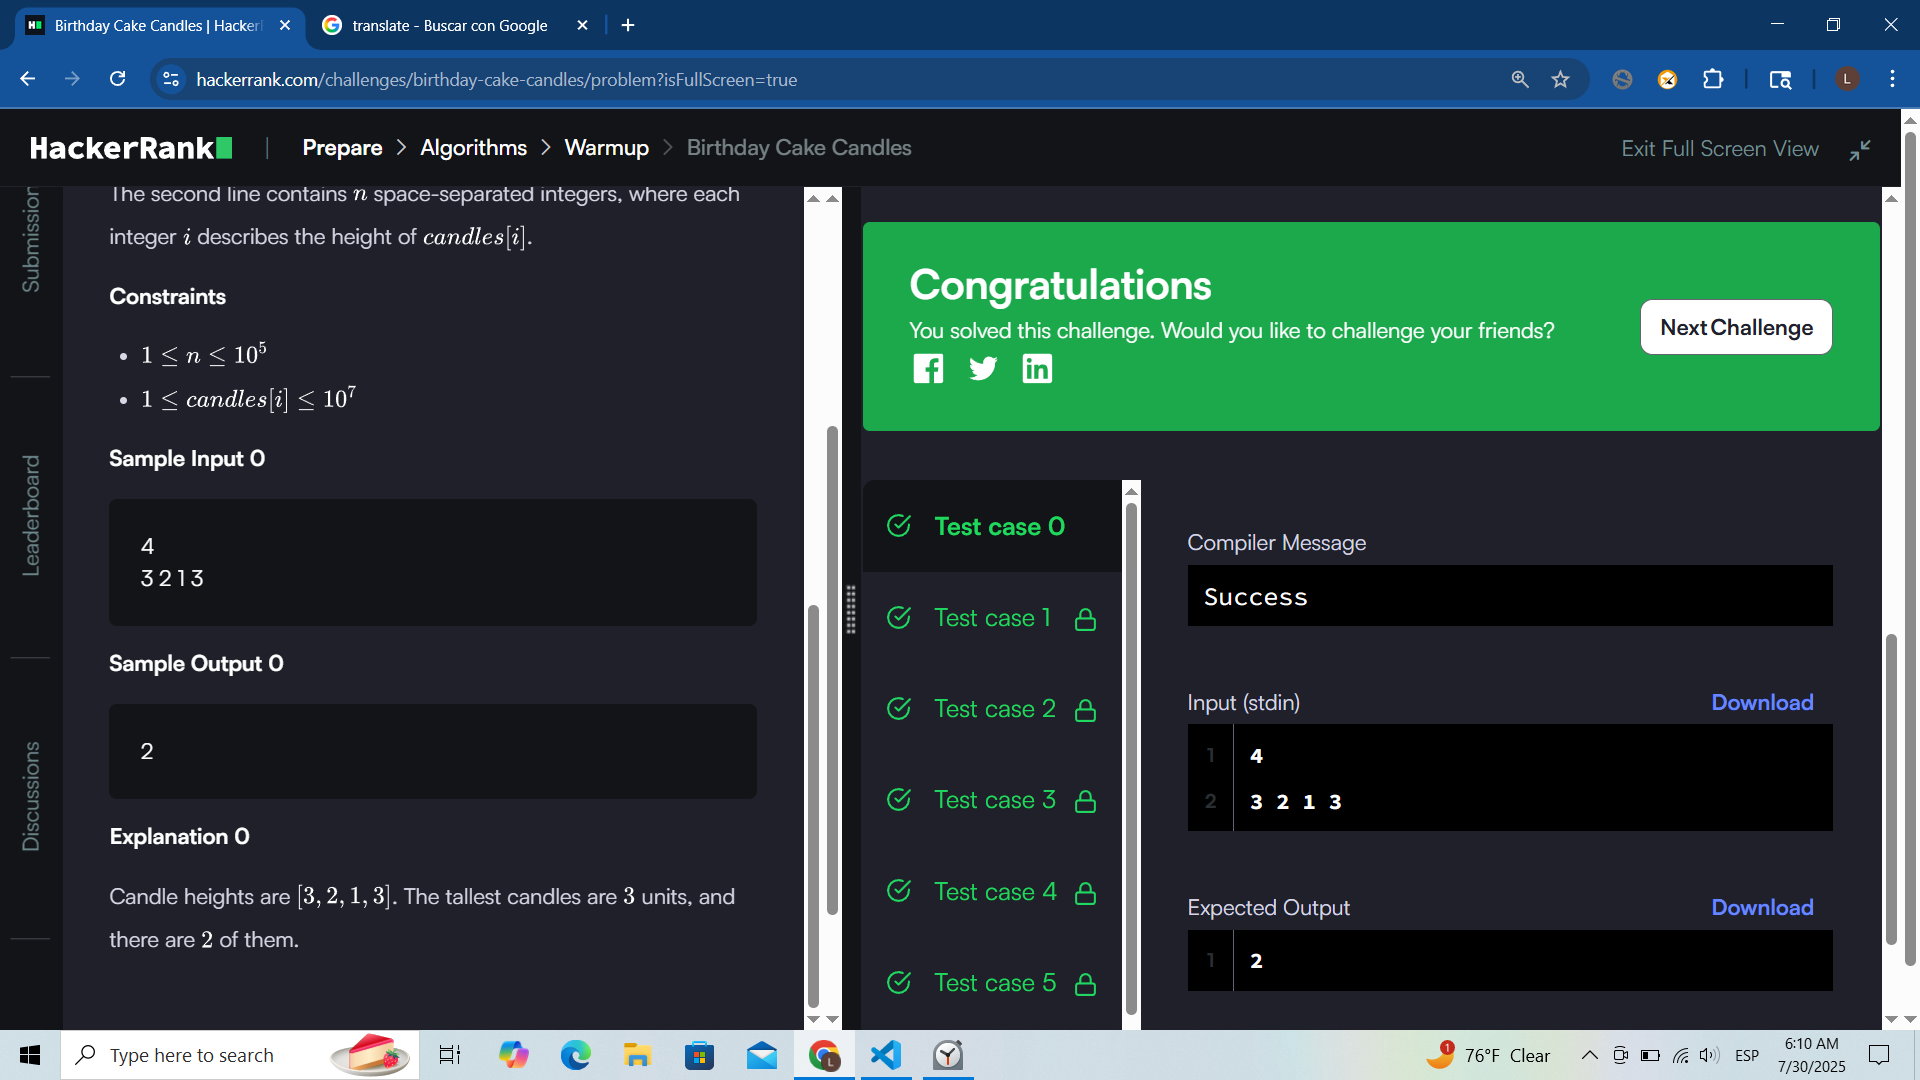 Birthday Cake Candles | Hacker
translate - Buscar con Google
hackerrank.com/challenges/birthday-cake-candles/problem?isFullScreen=true
L
HackerRank
Prepare > Algorithms > Warmup > Birthday Cake Candles
Exit Full Screen View
Submission
Leaderboard
Discussions
The second line contains n space-separated integers, where each
integer i describes the height of candles[i].
Constraints
• 1 ≤ n ≤ 10^5
• 1 ≤ candles[i] ≤ 10^7
Sample Input 0
4
3 2 1 3
Sample Output 0
2
Explanation 0
Candle heights are [3, 2, 1, 3]. The tallest candles are 3 units, and
there are 2 of them.
Congratulations
You solved this challenge. Would you like to challenge your friends?
Next Challenge
Test case 0
Test case 1
Test case 2
Test case 3
Test case 4
Test case 5
Compiler Message
Success
Input (stdin)
Download
1 4
2 3 2 1 3
Expected Output
Download
1 2
Type here to search
L
1
76°F Clear
ESP
6:10 AM
7/30/2025